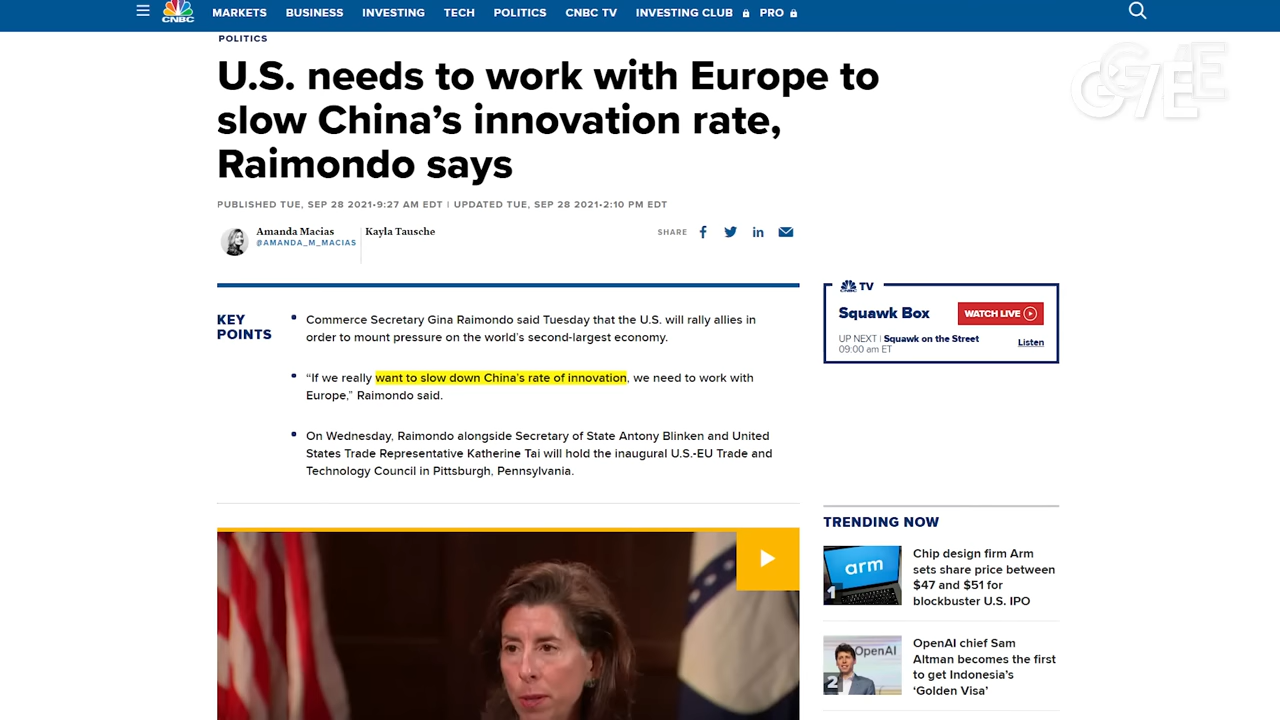 CNBC
MARKETS BUSINESS INVESTING TECH POLITICS CNBC TV INVESTING CLUB PRO
POLITICS
U.S. needs to work with Europe to
slow China’s innovation rate,
Raimondo says
PUBLISHED TUE, SEP 28 2021•9:27 AM EDT | UPDATED TUE, SEP 28 2021•2:10 PM EDT
Amanda Macias
@AMANDA_M_MACIAS
Kayla Tausche
SHARE
KEY
POINTS
Commerce Secretary Gina Raimondo said Tuesday that the U.S. will rally allies in
order to mount pressure on the world’s second-largest economy.
“If we really want to slow down China’s rate of innovation, we need to work with
Europe,” Raimondo said.
On Wednesday, Raimondo alongside Secretary of State Antony Blinken and United
States Trade Representative Katherine Tai will hold the inaugural U.S.-EU Trade and
Technology Council in Pittsburgh, Pennsylvania.
CNBC TV
Squawk Box
WATCH LIVE
UP NEXT | Squawk on the Street
09:00 am ET
Listen
TRENDING NOW
arm
1
Chip design firm Arm
sets share price between
$47 and $51 for
blockbuster U.S. IPO
OpenAI
2
OpenAI chief Sam
Altman becomes the first
to get Indonesia’s
‘Golden Visa’